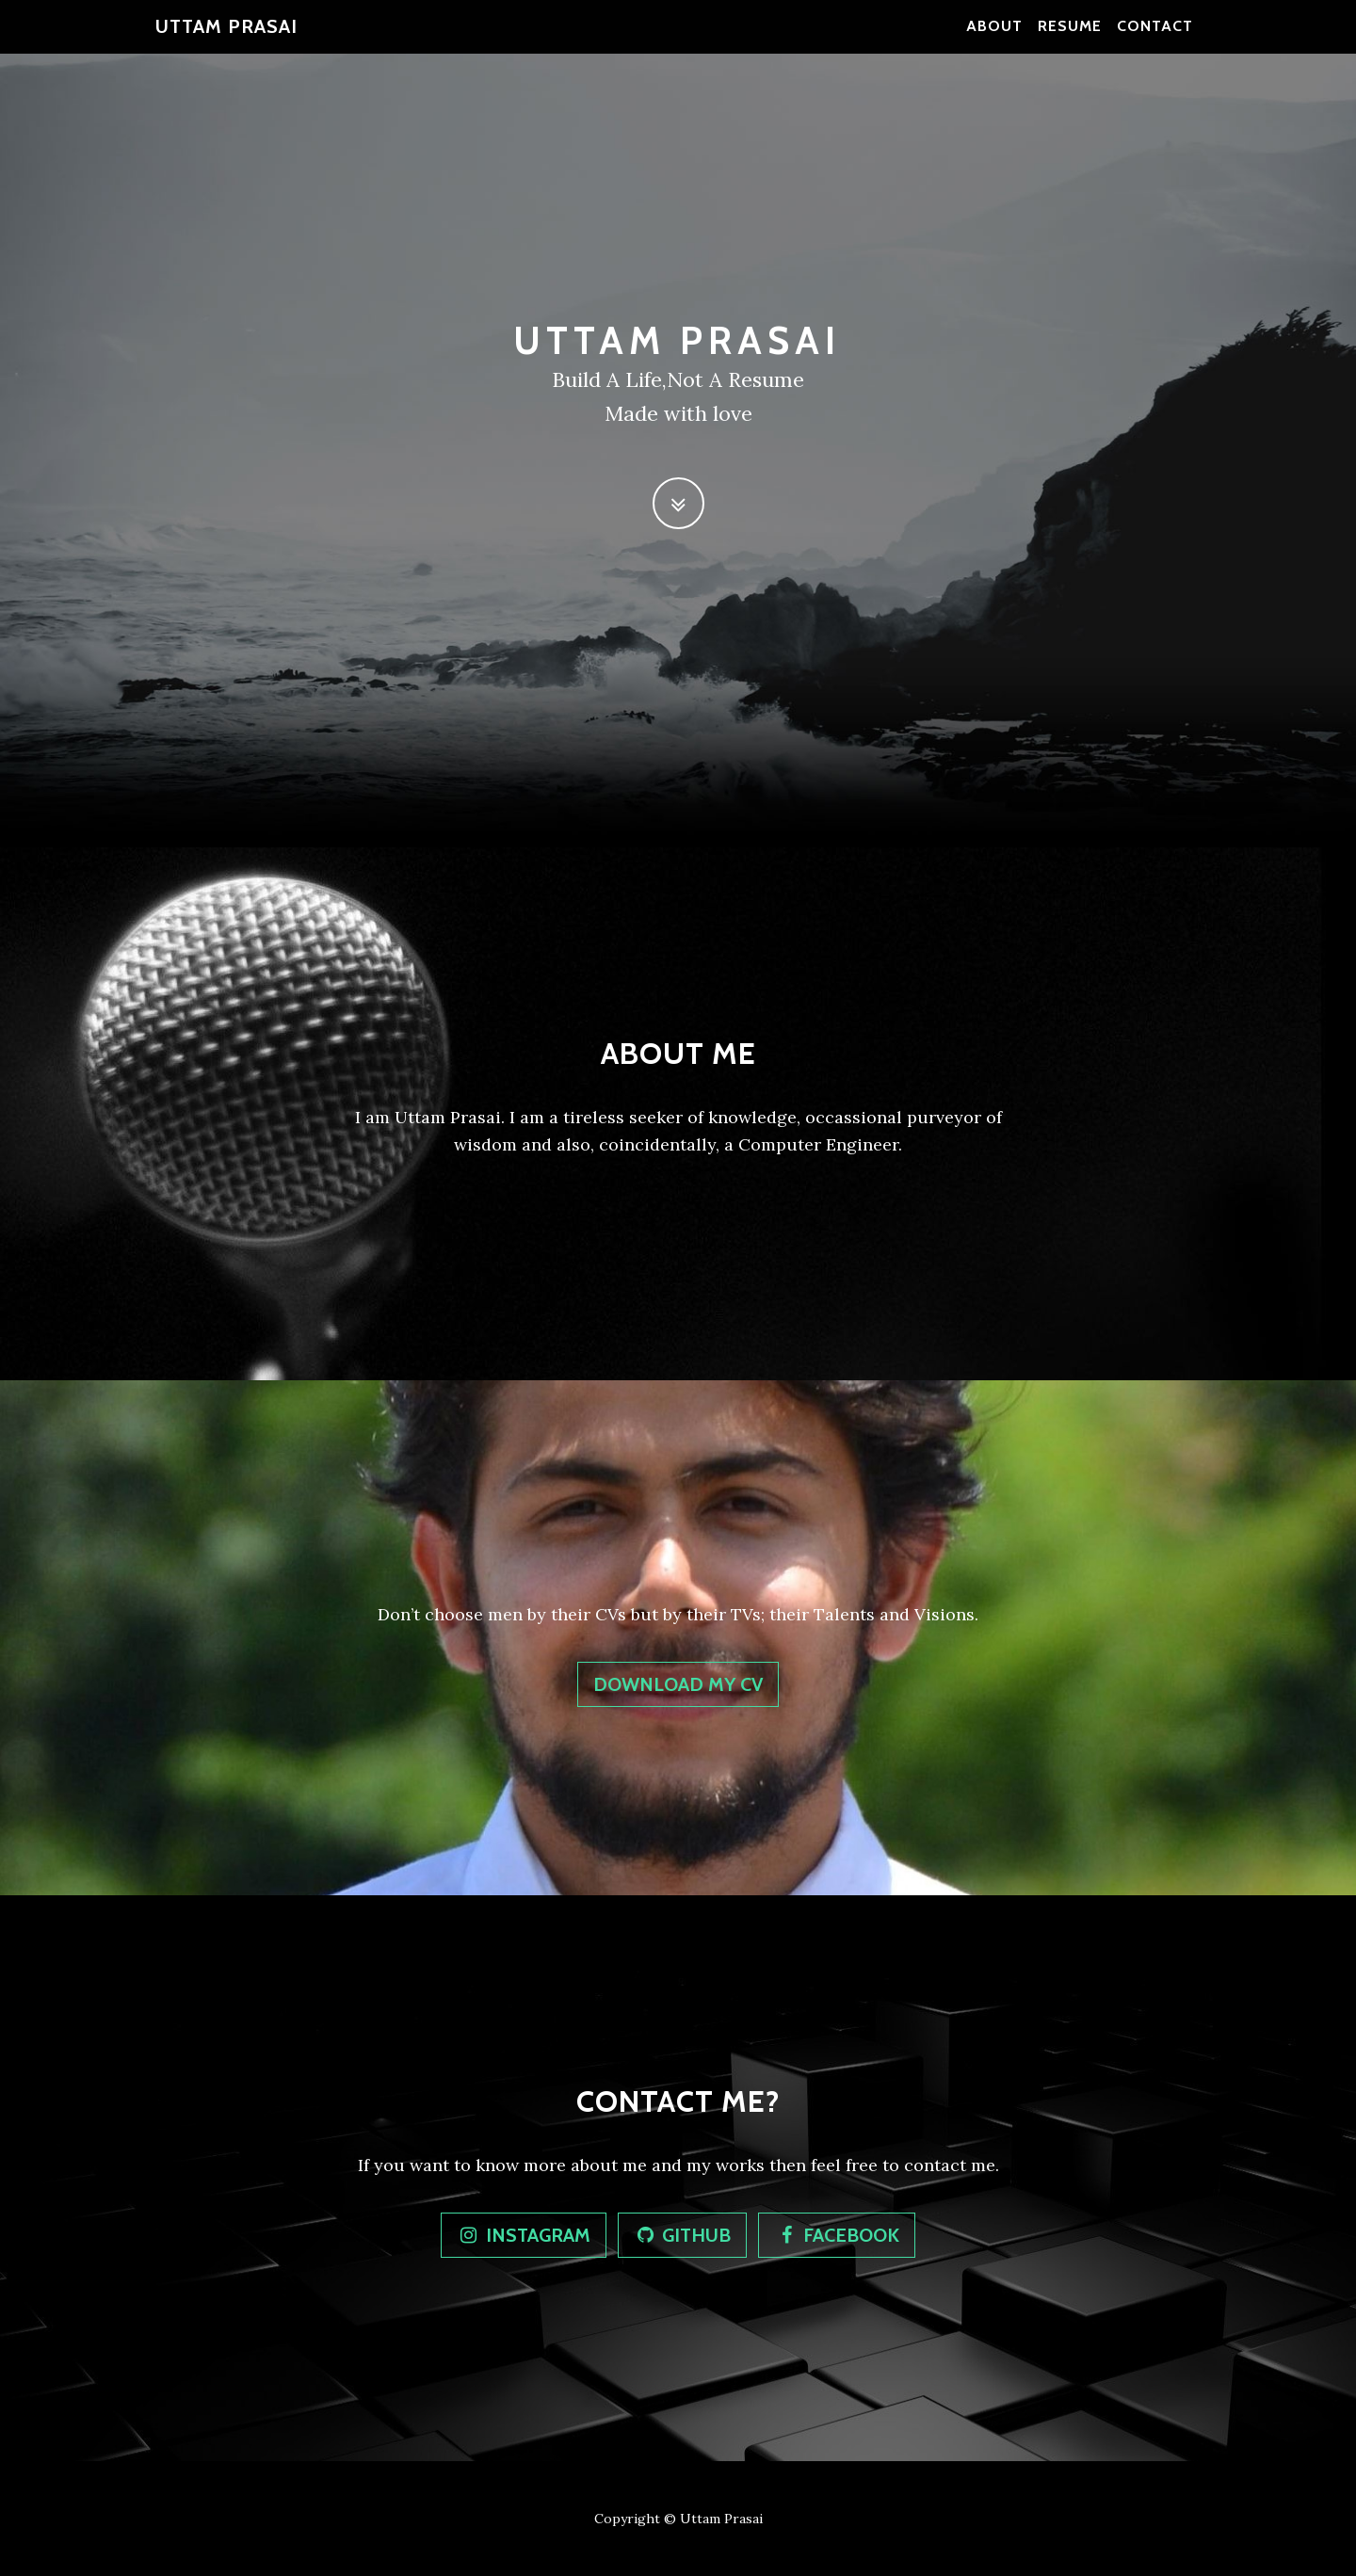 UTTAM PRASAI
ABOUT RESUME CONTACT
UTTAM PRASAI
Build A Life,Not A Resume
Made with love
ABOUT ME
I am Uttam Prasai. I am a tireless seeker of knowledge, occassional purveyor of
wisdom and also, coincidentally, a Computer Engineer.
Don’t choose men by their CVs but by their TVs; their Talents and Visions.
DOWNLOAD MY CV
CONTACT ME?
If you want to know more about me and my works then feel free to contact me.
INSTAGRAM GITHUB FACEBOOK
Copyright © Uttam Prasai